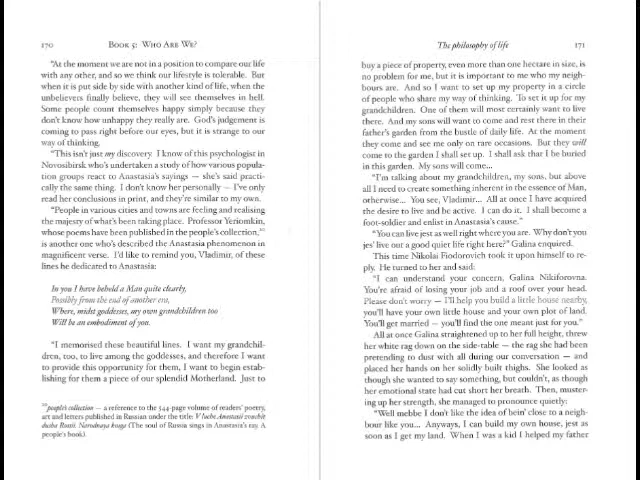 170 Book 5: Who Are We?
"At the moment we are not in a position to compare our life
with any other, and so we think our lifestyle is tolerable. But
when it is put side by side with another kind of life, when the
unbelievers finally believe, they will see themselves in hell.
Some people count themselves happy simply because they
don't know how unhappy they really are. God's judgement is
coming to pass right before our eyes, but it is strange to our
way of thinking.
"This isn't just my discovery. I know of this psychologist in
Novosibirsk who's undertaken a study of how various popula-
tion groups react to Anastasia's sayings — she's said practi-
cally the same thing. I don't know her personally — I've only
read her conclusions in print, and they're similar to my own.
"People in various cities and towns are feeling and realising
the majesty of what's been taking place. Professor Yeriomkin,
whose poems have been published in the people's collection,
is another one who's described the Anastasia phenomenon in
magnificent verse. I'd like to remind you, Vladimir, of these
lines he dedicated to Anastasia:
In you I have beheld a Man quite clearly,
Possibly from the end of another era,
Where, midst goddesses, my own grandchildren too
Will be an embodiment of you.
"I memorised these beautiful lines. I want my grandchil-
dren, too, to live among the goddesses, and therefore I want
to provide this opportunity for them, I want to begin estab-
lishing for them a piece of our splendid Motherland. Just to
people's collection — a reference to the 544-page volume of readers' poetry,
art and letters published in Russian under the title: V luche Anastasii zvuchit
dusha Rossii. Narodnaya kniga (The soul of Russia sings in Anastasia's ray. A
people's book).
The philosophy of life 171
buy a piece of property, even more than one hectare in size, is
no problem for me, but it is important to me who my neigh-
bours are. And so I want to set up my property in a circle
of people who share my way of thinking. To set it up for my
grandchildren. One of them will most certainly want to live
there. And my sons will want to come and rest there in their
father's garden from the bustle of daily life. At the moment
they come and see me only on rare occasions. But they will
come to the garden I shall set up. I shall ask that I be buried
in this garden. My sons will come...
"I'm talking about my grandchildren, my sons, but above
all I need to create something inherent in the essence of Man,
otherwise... You see, Vladimir... All at once I have acquired
the desire to live and be active. I can do it. I shall become a
foot-soldier and enlist in Anastasia's cause."
"You can live jest as well right where you are. Why don't you
jes' live out a good quiet life right here?" Galina enquired.
This time Nikolai Fiodorovich took it upon himself to re-
ply. He turned to her and said:
"I can understand your concern, Galina Nikiforovna.
You're afraid of losing your job and a roof over your head.
Please don't worry — I'll help you build a little house nearby,
you'll have your own little house and your own plot of land.
You'll get married — you'll find the one meant just for you."
All at once Galina straightened up to her full height, threw
her white rag down on the side-table — the rag she had been
pretending to dust with all during our conversation — and
placed her hands on her solidly built thighs. She looked as
though she wanted to say something, but couldn't, as though
her emotional state had cut short her breath. Then, muster-
ing up her strength, she managed to pronounce quietly:
"Well mebbe I don't like the idea of bein' close to a neigh-
bour like you... Anyways, I can build my own house, jest as
soon as I get my land. When I was a kid I helped my father